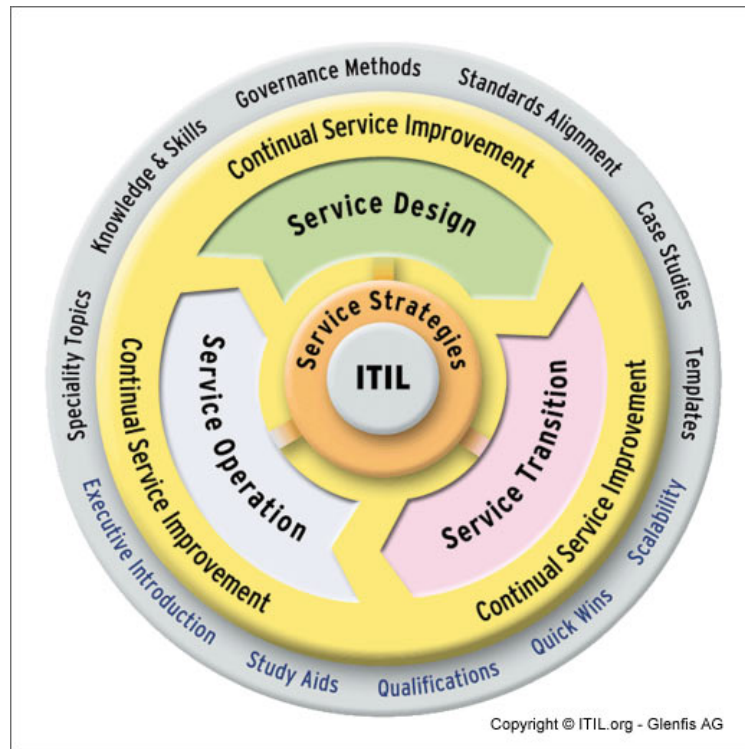 Governance Methods
Standards Alignment
Knowledge & Skills
Case Studies
Speciality Topics
Templates
Executive Introduction
Scalability
Study Aids
Qualifications
Quick Wins
Continual Service Improvement
Continual Service Improvement
Continual Service Improvement
Service Design
Service Transition
Service Operation
Service Strategies
ITIL
Copyright © ITIL.org - Glenfis AG